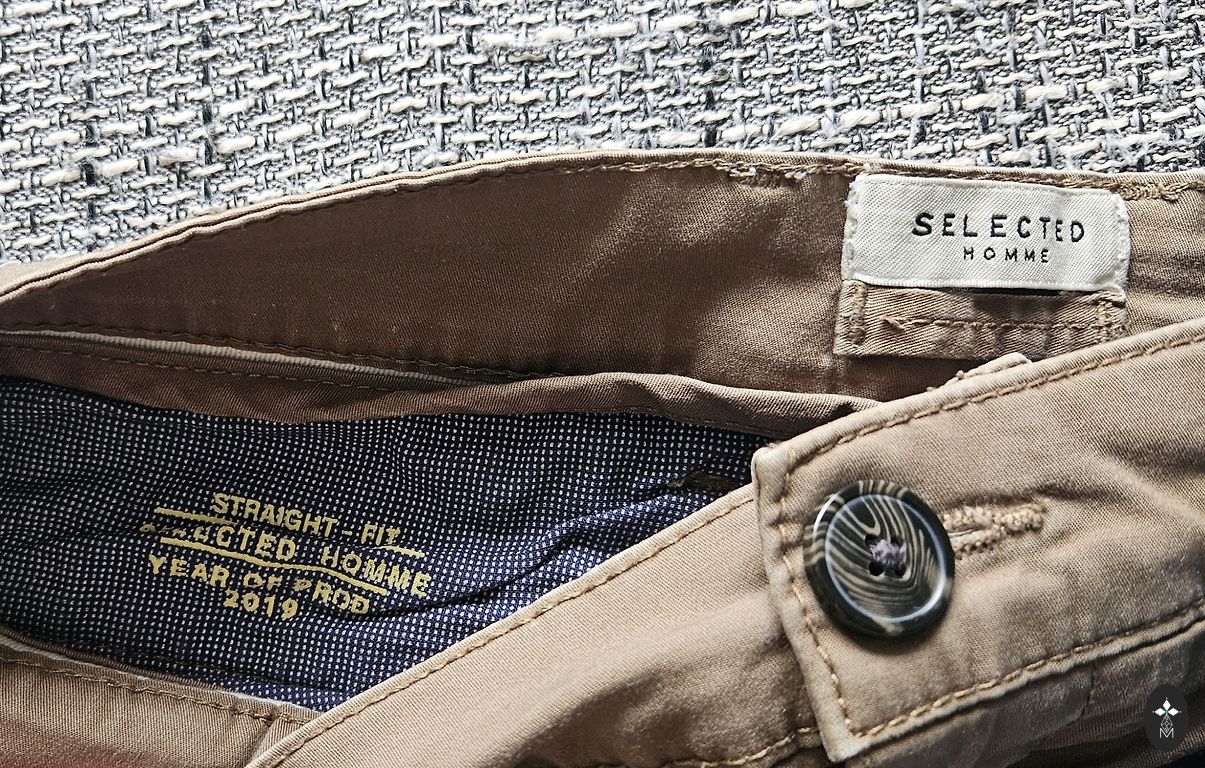 SELECTED
HOMME
STRAIGHT-FIT
HOMME
YEAR OF PROD
2019